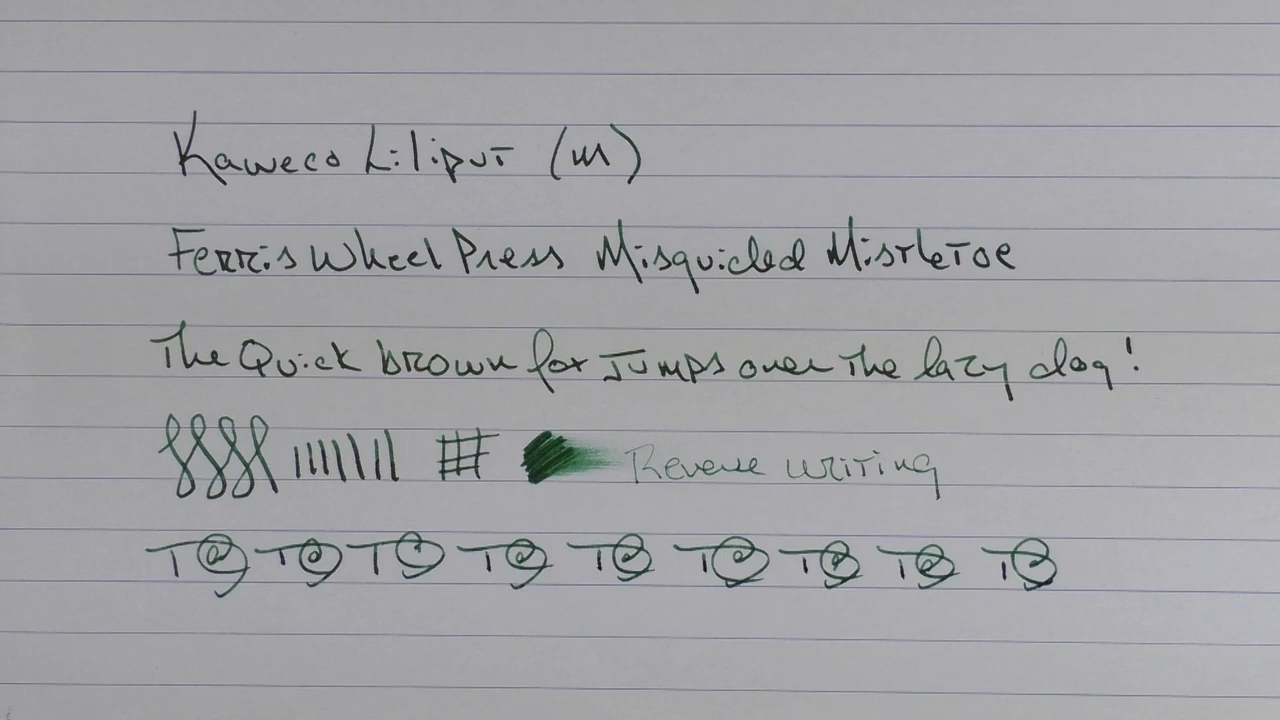 Kaweco Liliput (M)
Ferris Wheel Press Misguided Mistletoe
The Quick brown fox Jumps over the lazy dog!
Reverse writing